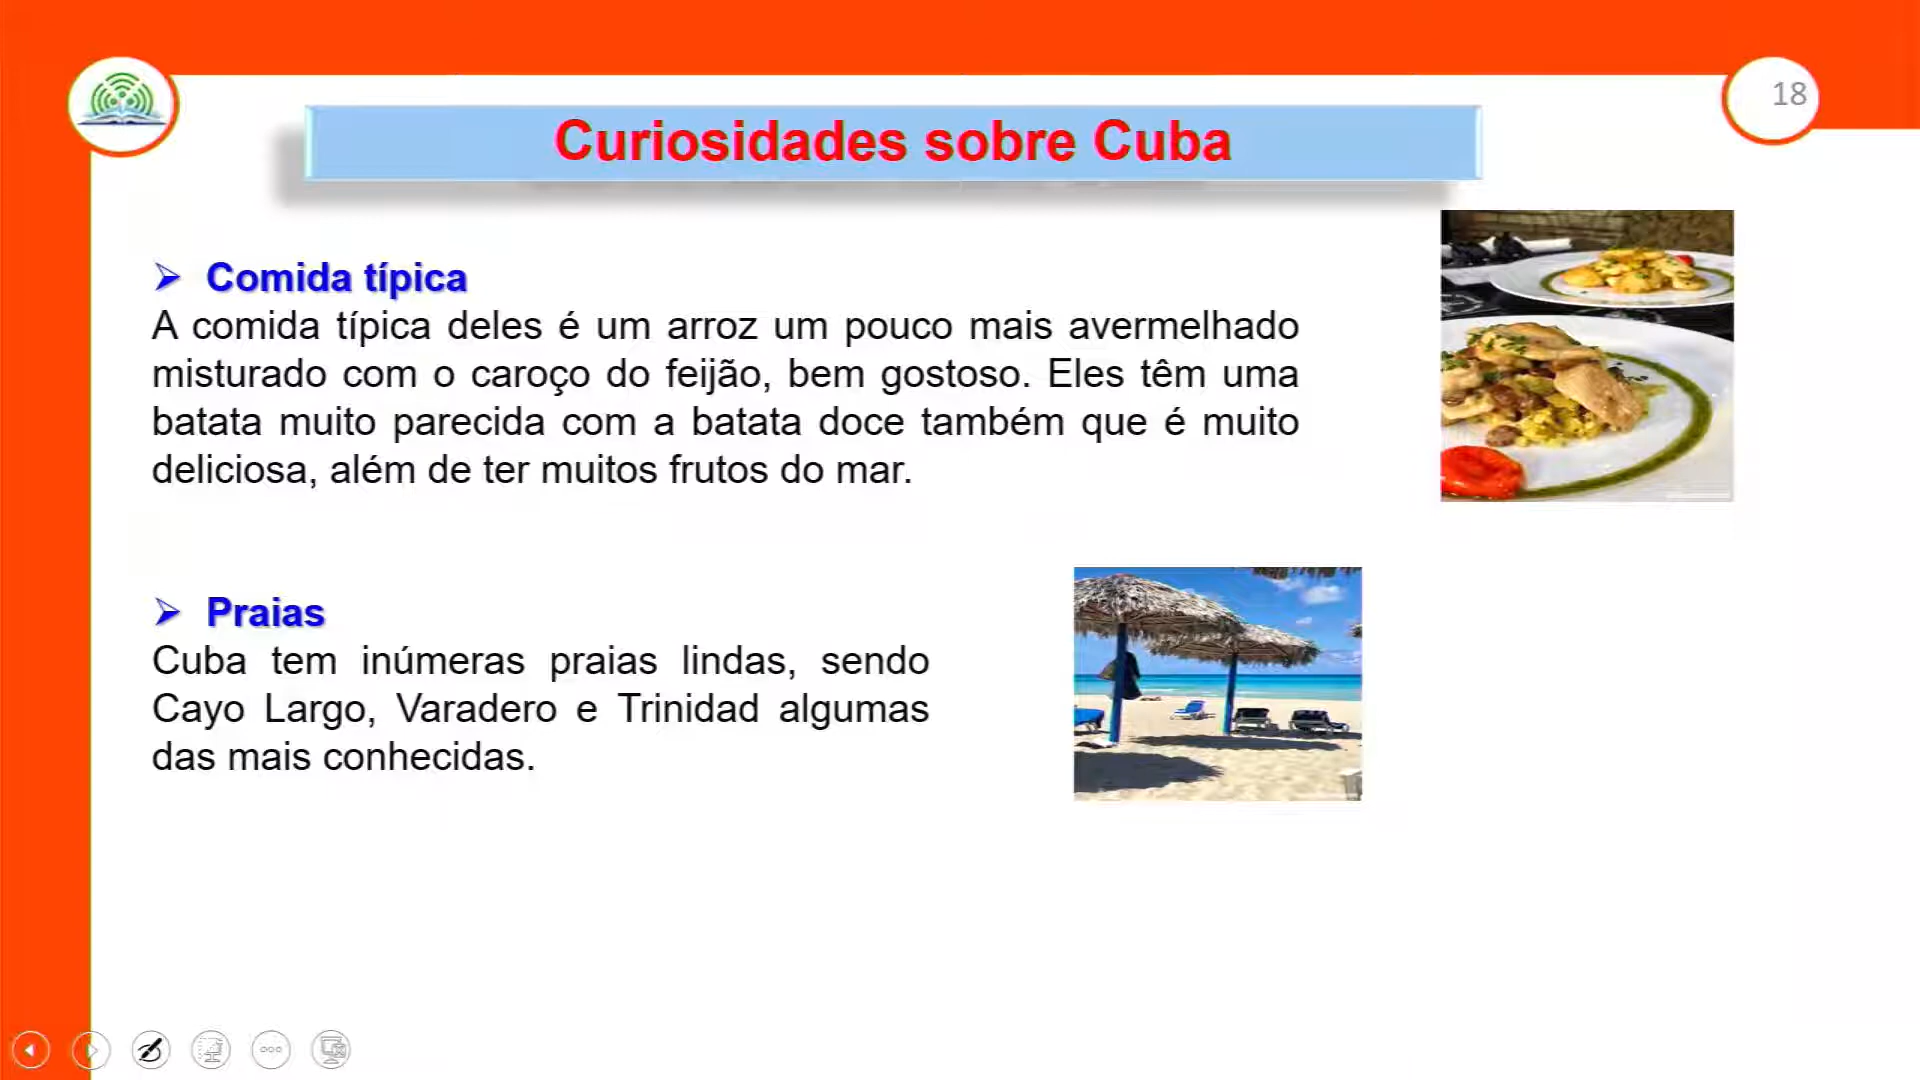 18
Curiosidades sobre Cuba
Comida típica
A comida típica deles é um arroz um pouco mais avermelhado
misturado com o caroço do feijão, bem gostoso. Eles têm uma
batata muito parecida com a batata doce também que é muito
deliciosa, além de ter muitos frutos do mar.
Praias
Cuba tem inúmeras praias lindas, sendo
Cayo Largo, Varadero e Trinidad algumas
das mais conhecidas.